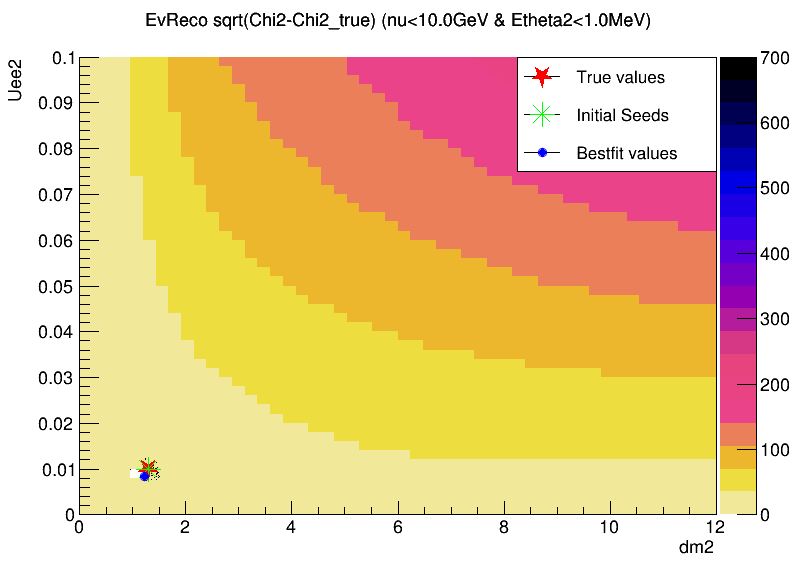 EvReco sqrt(Chi2-Chi2_true) (nu<10.0GeV & Etheta2<1.0MeV)
Uee2
0.1
0.09
0.08
0.07
0.06
0.05
0.04
0.03
0.02
0.01
0
True values
Initial Seeds
Bestfit values
700
600
500
400
300
200
100
0
0 2 4 6 8 10 12
dm2